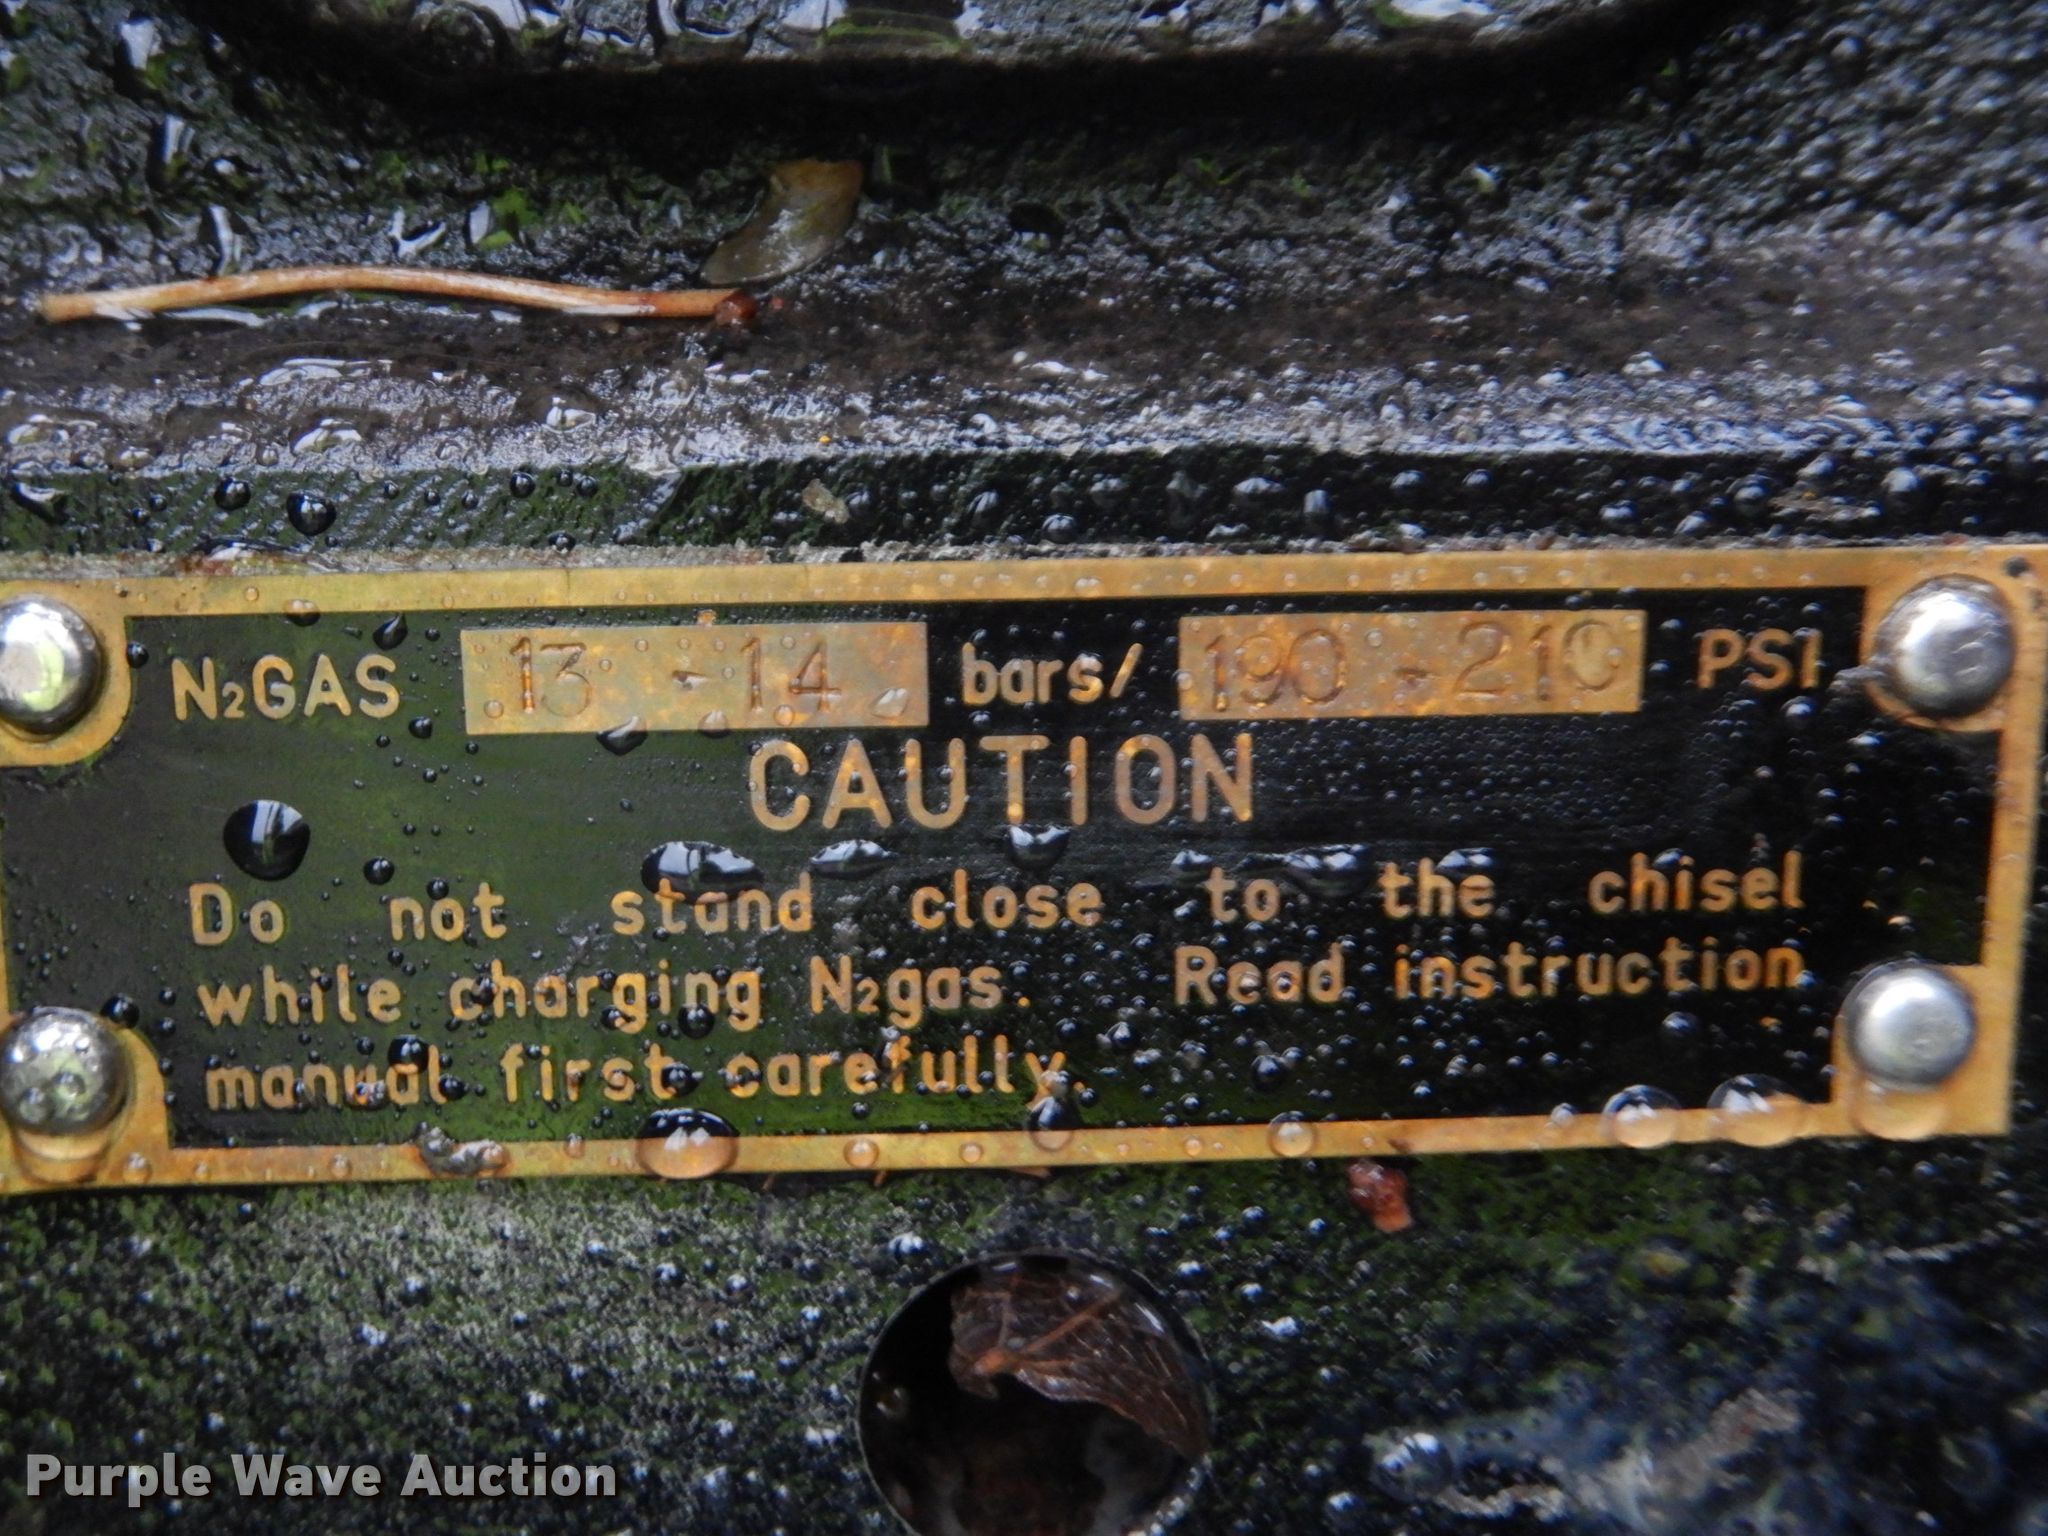 N₂GAS 13 - 14 bars/ 190 - 210 PSI
CAUTION
Do not stand close to the chisel
while charging N₂gas. Read instruction
manual first carefully.
Purple Wave Auction